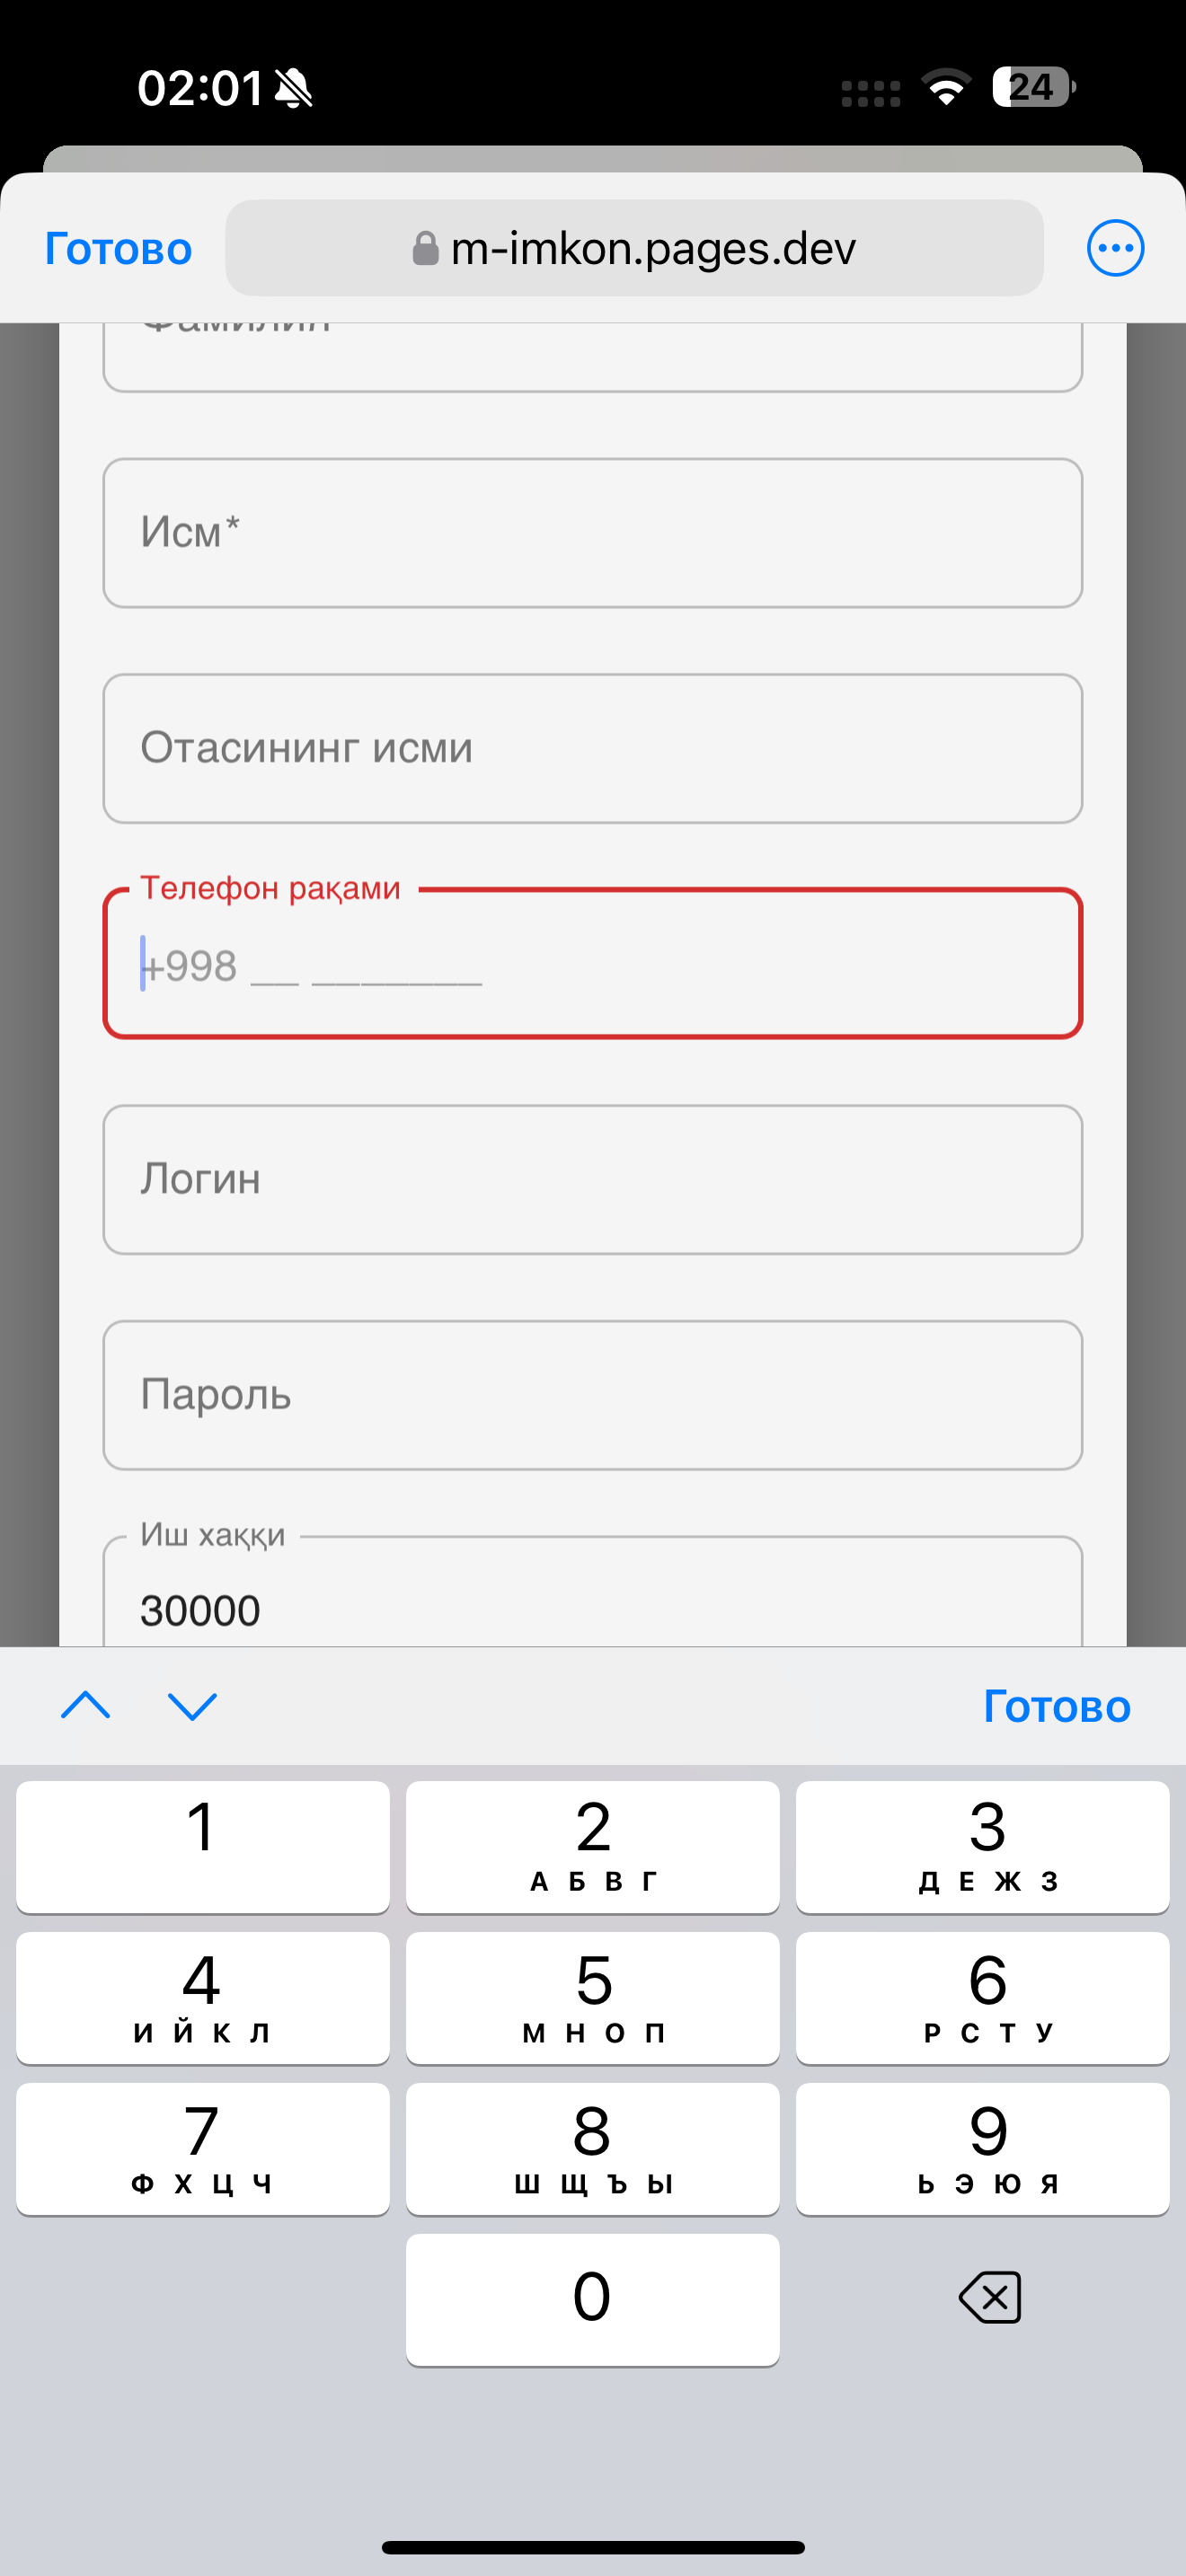 02:01
24
Готово
m-imkon.pages.dev
Фамилия
Исм*
Отасининг исми
Телефон рақами
+998 __ _______
Логин
Пароль
Иш хаққи
30000
Готово
1
2
3
А Б В Г
Д Е Ж З
4
5
6
И Й К Л
М Н О П
Р С Т У
7
8
9
Ф Х Ц Ч
Ш Щ Ъ Ы
Ь Э Ю Я
0